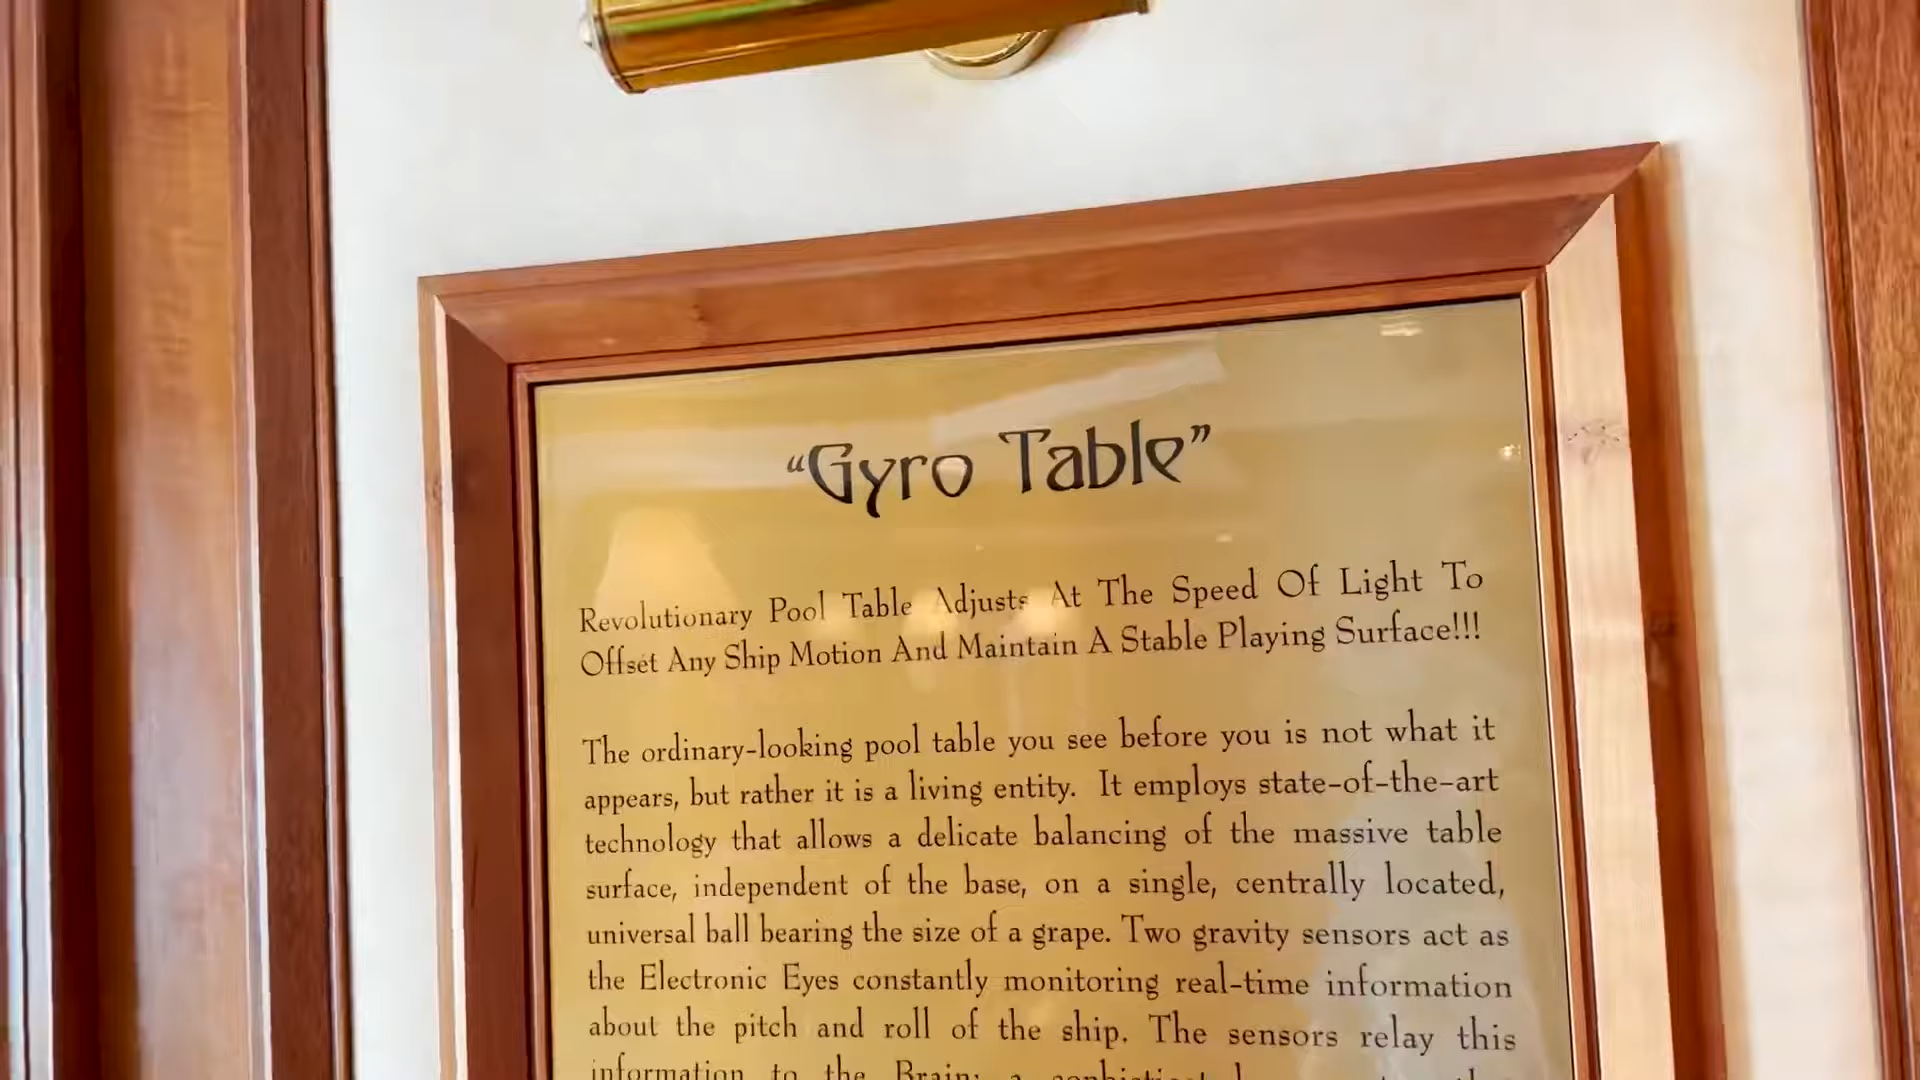 “Gyro Table”
Revolutionary Pool Table Adjusts At The Speed Of Light To
Offset Any Ship Motion And Maintain A Stable Playing Surface!!!
The ordinary-looking pool table you see before you is not what it
appears, but rather it is a living entity. It employs state-of-the-art
technology that allows a delicate balancing of the massive table
surface, independent of the base, on a single, centrally located,
universal ball bearing the size of a grape. Two gravity sensors act as
the Electronic Eyes constantly monitoring real-time information
about the pitch and roll of the ship. The sensors relay this
information to the Brain; a